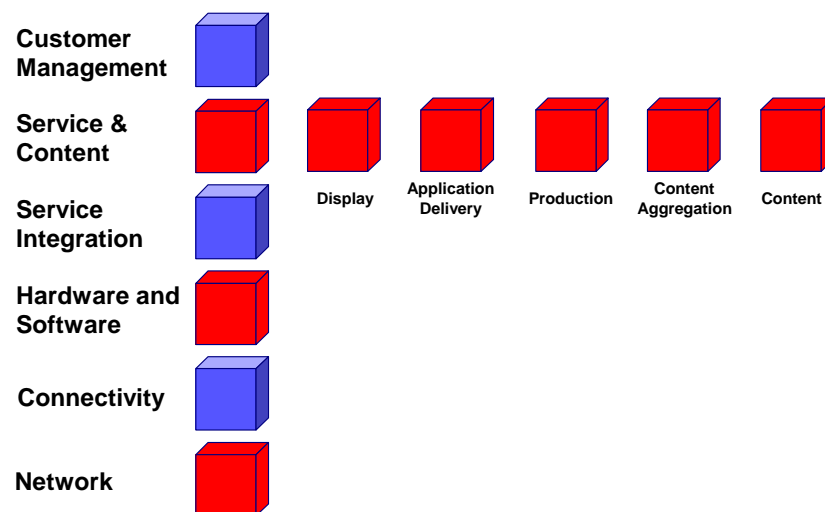 Customer
Management
Service &
Content
Display
Application
Delivery
Production
Content
Aggregation
Content
Service
Integration
Hardware and
Software
Connectivity
Network